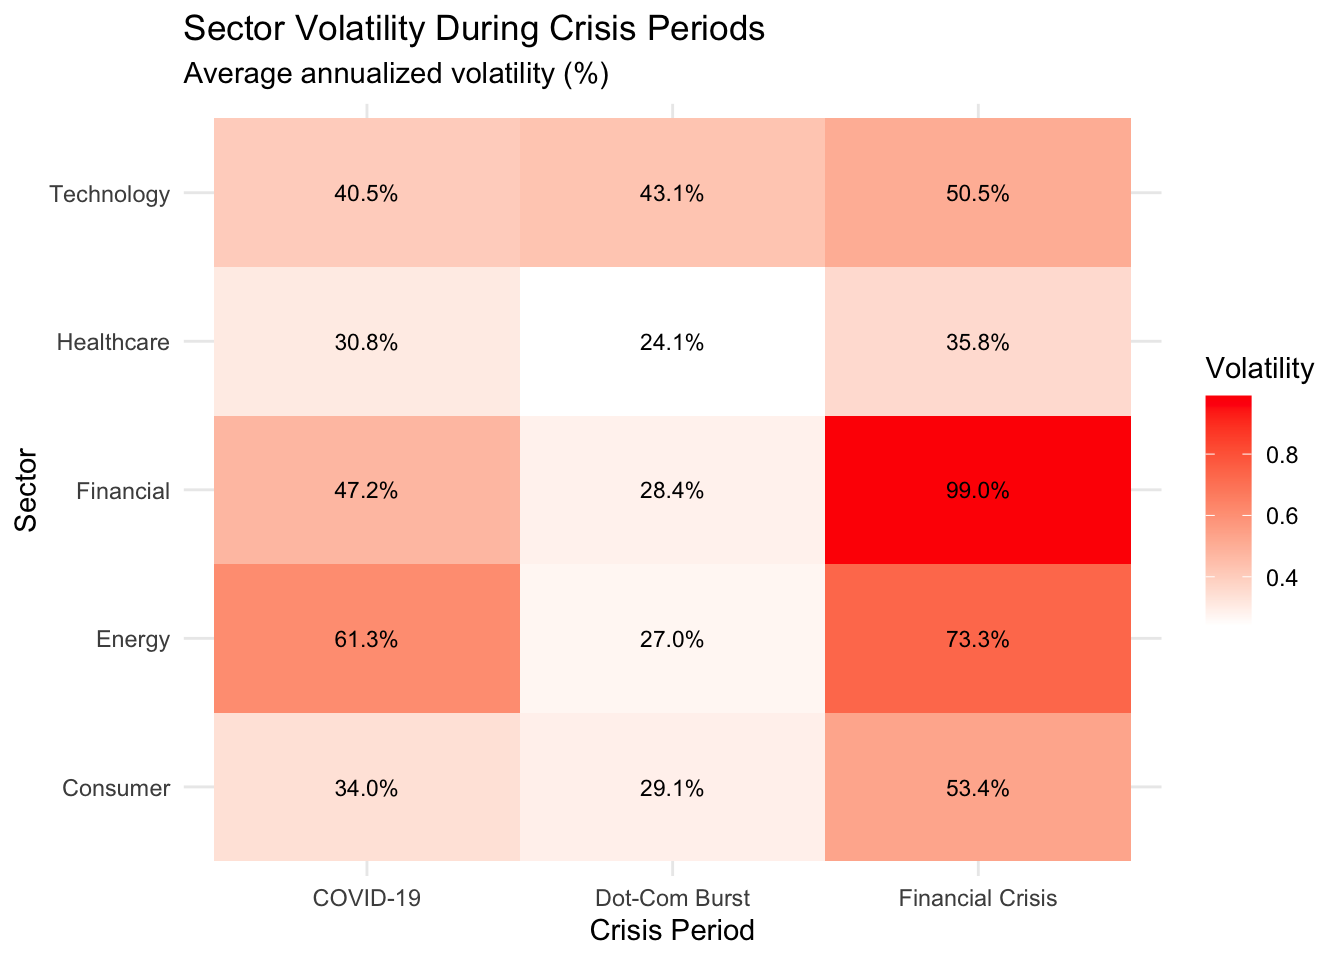 Sector Volatility During Crisis Periods
Average annualized volatility (%)
Sector
Technology 40.5% 43.1% 50.5%
Healthcare 30.8% 24.1% 35.8%
Financial 47.2% 28.4% 99.0%
Energy 61.3% 27.0% 73.3%
Consumer 34.0% 29.1% 53.4%
COVID-19 Dot-Com Burst Financial Crisis
Crisis Period
Volatility
0.8
0.6
0.4